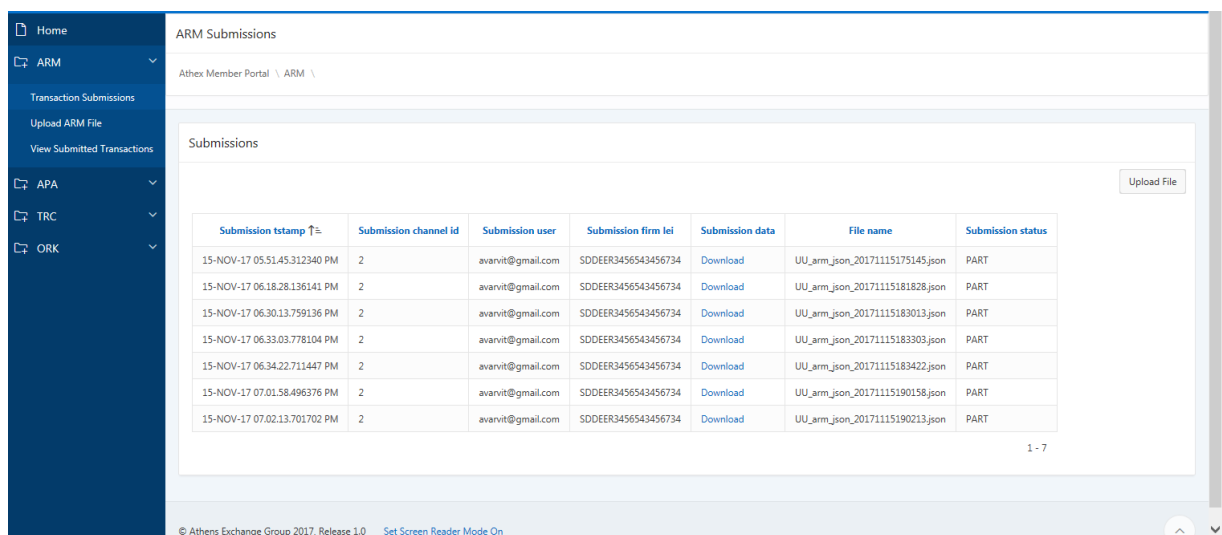 Home
ARM
Transaction Submissions
Upload ARM File
View Submitted Transactions
APA
TRC
ORK
ARM Submissions
Athex Member Portal \ ARM \
Submissions
Upload File
Submission tstamp Submission channel id Submission user Submission firm lei Submission data File name Submission status
15-NOV-17 05.51.45.312340 PM 2 avarvit@gmail.com SDDEER3456543456734 Download UU_arm_json_20171115175145.json PART
15-NOV-17 06.18.28.136141 PM 2 avarvit@gmail.com SDDEER3456543456734 Download UU_arm_json_20171115181828.json PART
15-NOV-17 06.30.13.759136 PM 2 avarvit@gmail.com SDDEER3456543456734 Download UU_arm_json_20171115183013.json PART
15-NOV-17 06.33.03.778104 PM 2 avarvit@gmail.com SDDEER3456543456734 Download UU_arm_json_20171115183303.json PART
15-NOV-17 06.34.22.711447 PM 2 avarvit@gmail.com SDDEER3456543456734 Download UU_arm_json_20171115183422.json PART
15-NOV-17 07.01.58.496376 PM 2 avarvit@gmail.com SDDEER3456543456734 Download UU_arm_json_20171115190158.json PART
15-NOV-17 07.02.13.701702 PM 2 avarvit@gmail.com SDDEER3456543456734 Download UU_arm_json_20171115190213.json PART
1 - 7
© Athens Exchange Group 2017, Release 1.0 Set Screen Reader Mode On